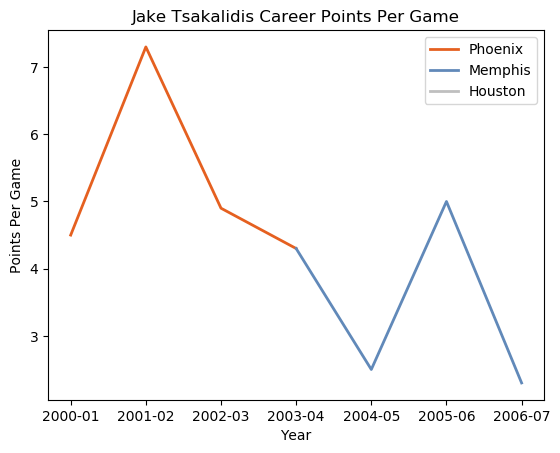 Jake Tsakalidis Career Points Per Game
Phoenix
Memphis
Houston
7
6
5
4
3
Points Per Game
2000-01 2001-02 2002-03 2003-04 2004-05 2005-06 2006-07
Year